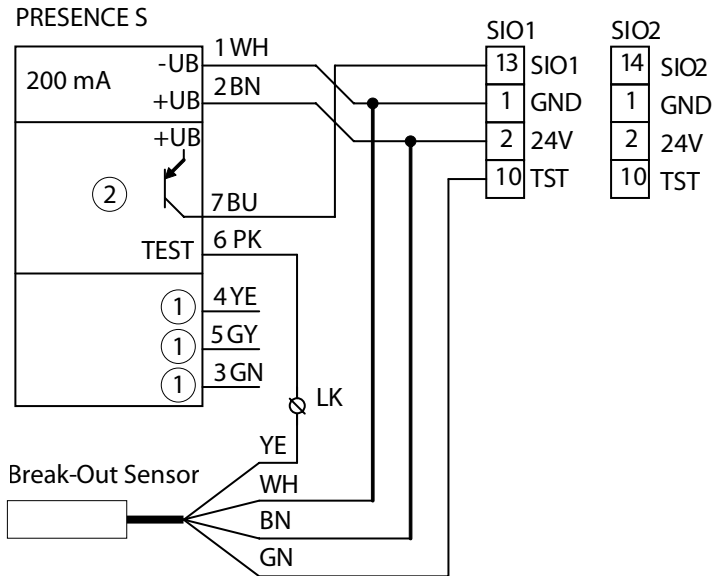 PRESENCE S
SIO1 SIO2
200 mA -UB 1 WH 13 SIO1 14 SIO2
+UB 2 BN 1 GND 1 GND
+UB 2 24V 2 24V
2 7 BU 10 TST 10 TST
TEST 6 PK
1 4 YE
1 5 GY
1 3 GN
LK
YE
Break-Out Sensor
WH
BN
GN